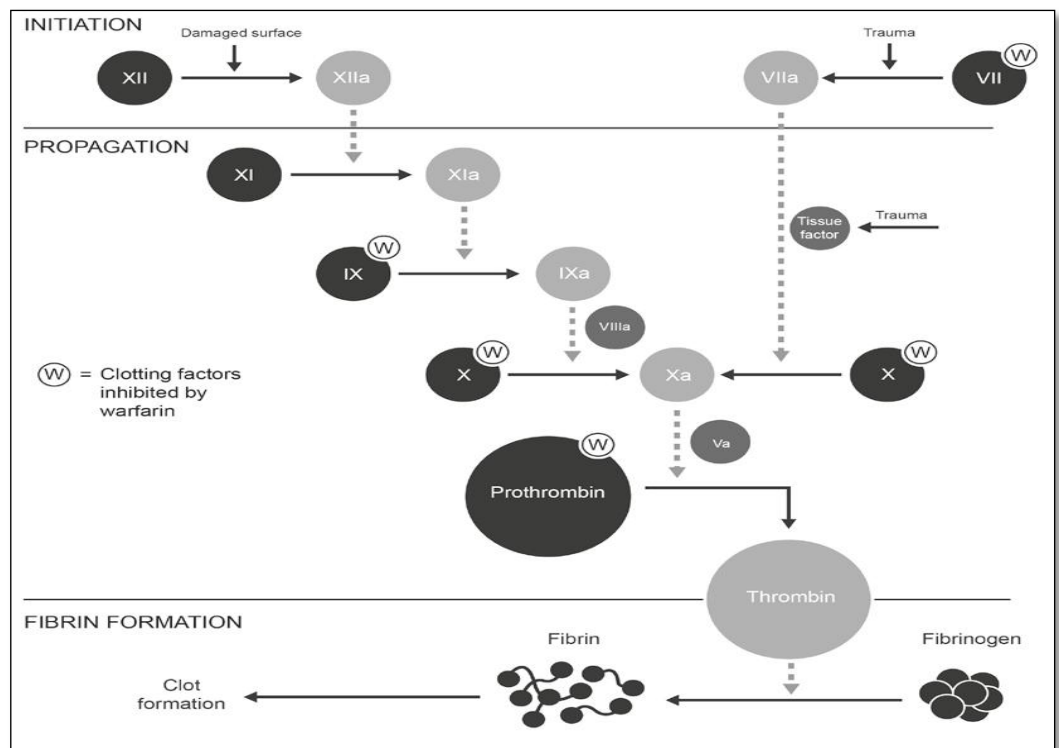 INITIATION
Damaged surface
Trauma
XII
XIIa
VIIa
VII
W
PROPAGATION
XI
XIa
Tissue
factor
Trauma
IX
W
IXa
VIIIa
X
W
Xa
X
W
W = Clotting factors
inhibited by
warfarin
Va
Prothrombin
W
Thrombin
FIBRIN FORMATION
Fibrin
Fibrinogen
Clot
formation